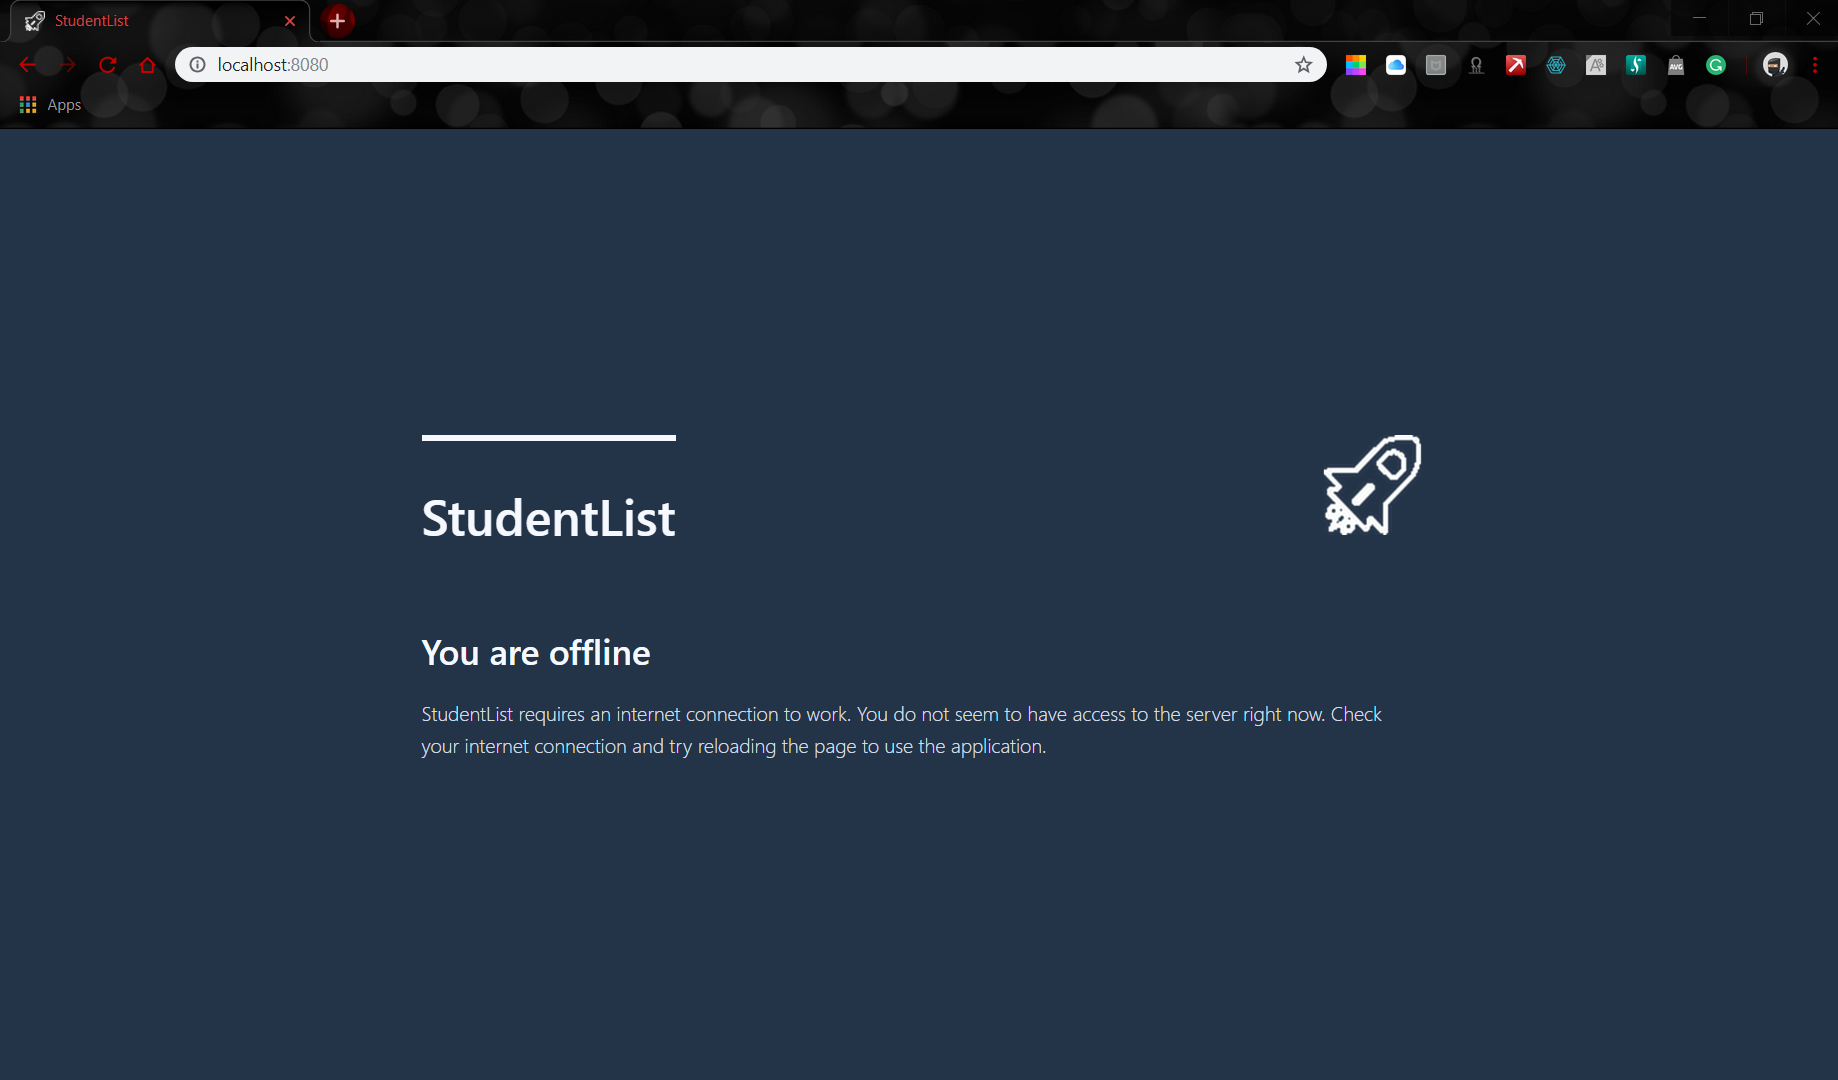 StudentList
localhost:8080
AVG
Apps
StudentList
You are offline
StudentList requires an internet connection to work. You do not seem to have access to the server right now. Check
your internet connection and try reloading the page to use the application.